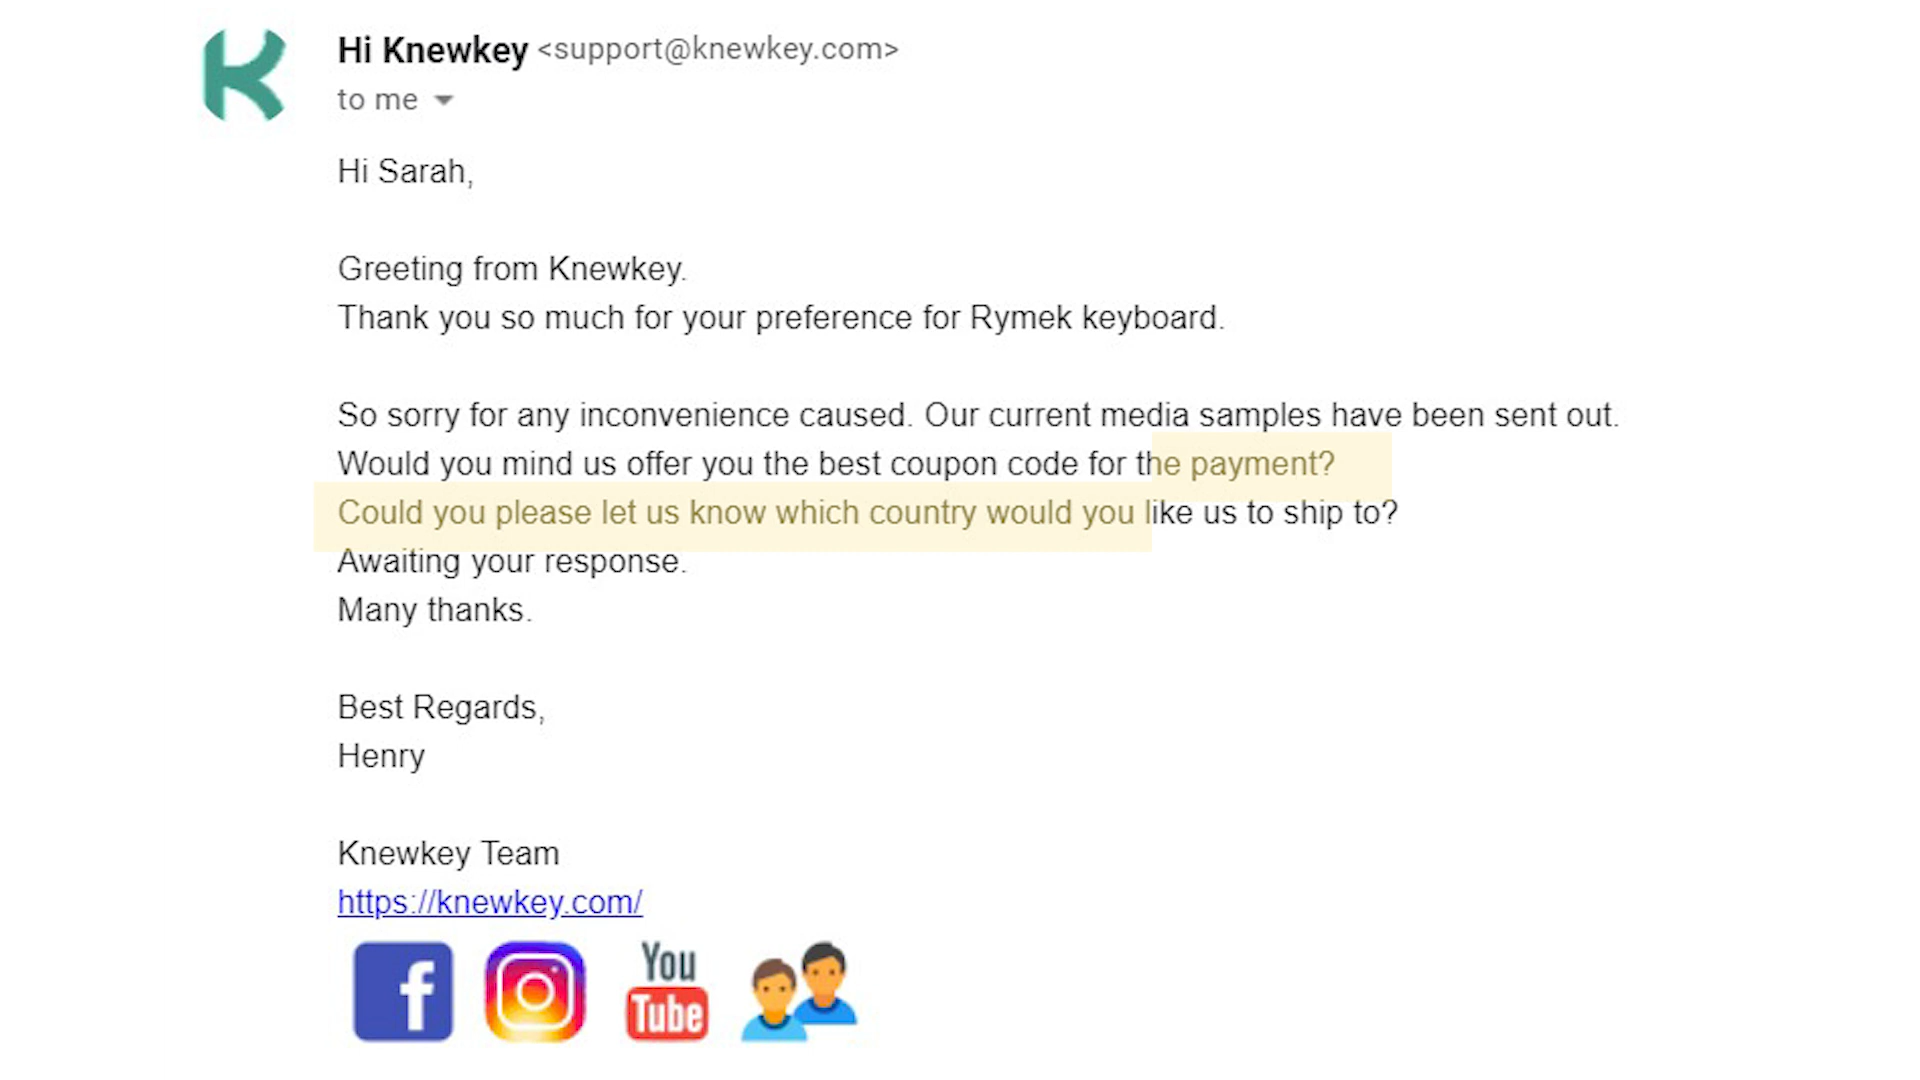 Hi Knewkey <support@knewkey.com>
to me
Hi Sarah,
Greeting from Knewkey.
Thank you so much for your preference for Rymek keyboard.
So sorry for any inconvenience caused. Our current media samples have been sent out.
Would you mind us offer you the best coupon code for the payment?
Could you please let us know which country would you like us to ship to?
Awaiting your response.
Many thanks.
Best Regards,
Henry
Knewkey Team
https://knewkey.com/
You
Tube